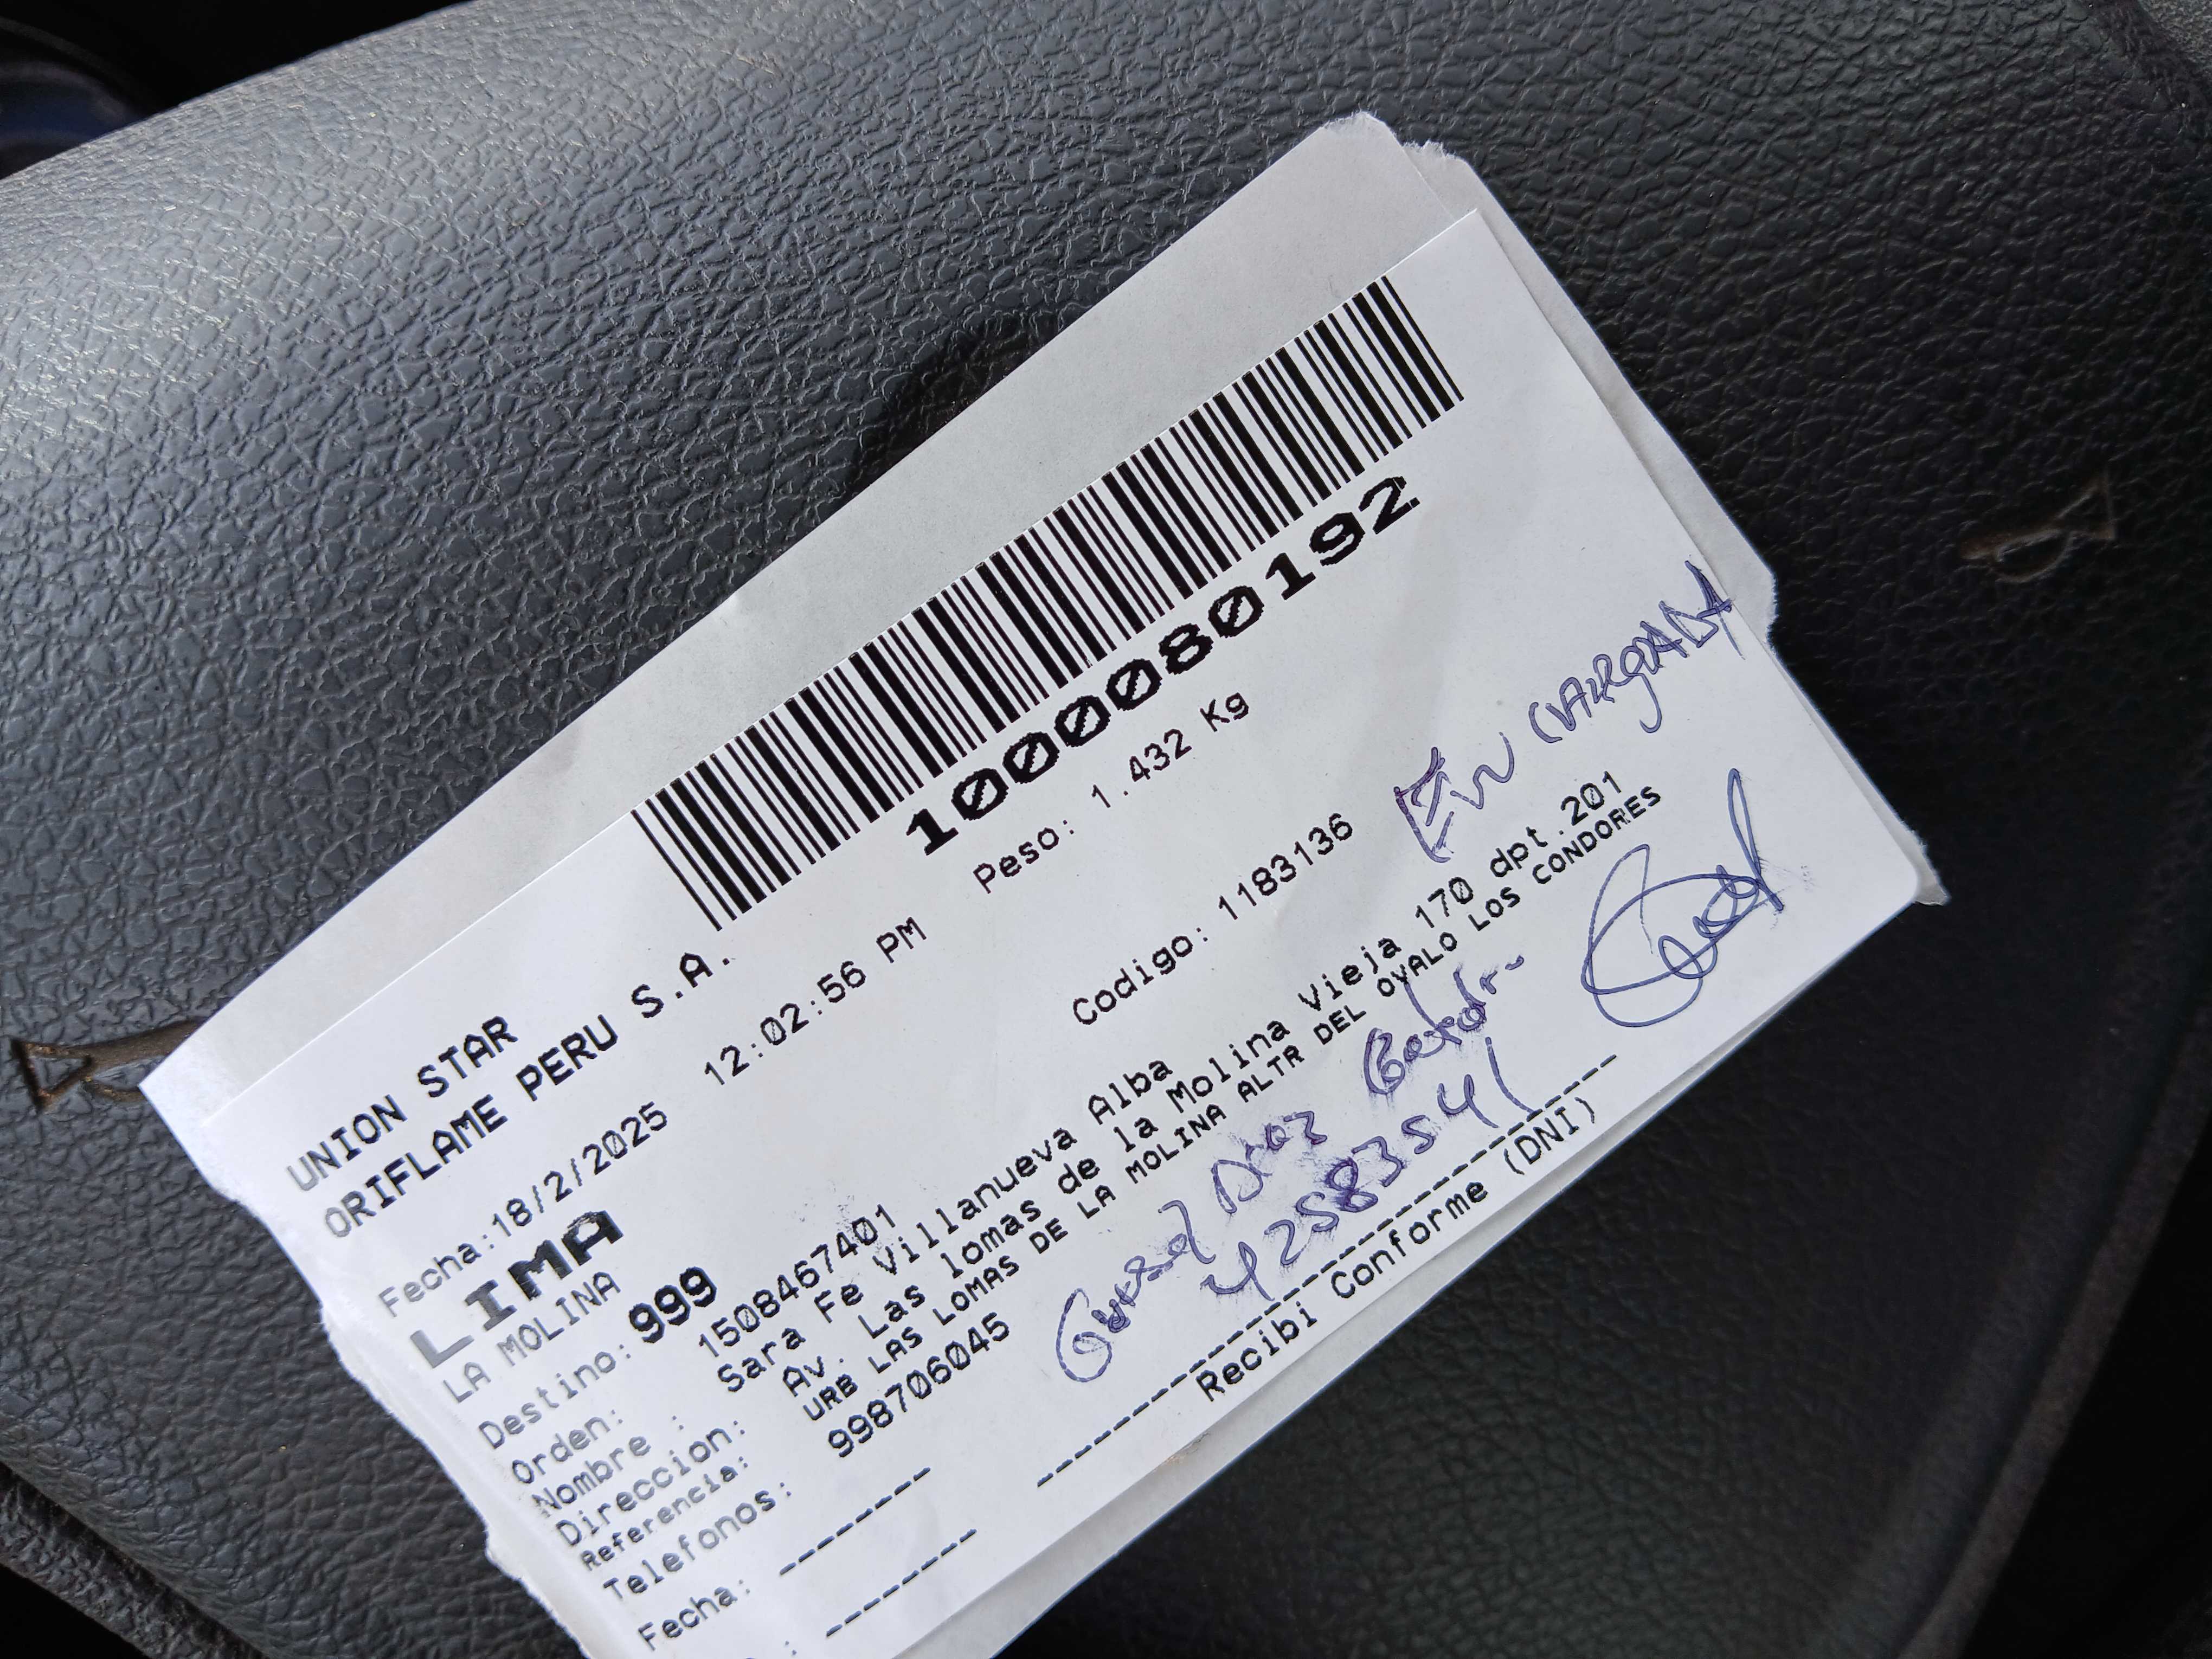 UNION STAR
ORIFLAME PERU S.A.
Fecha:18/2/2025 12:02:56 PM
1000080192
Peso: 1.432 Kg
LIMA
LA MOLINA
Destino: 999
Codigo: 1183136
Orden: 1508467401
Nombre : Sara Fe Villanueva Alba
Direccion: Av. Las lomas de la Molina Vieja 170 dpt.201
Referencia: URB LAS LOMAS DE LA MOLINA ALTR DEL OVALO LOS CONDORES
Telefonos: 998706045
Diaz
42583541
Fecha: --------
: --------
Recibi Conforme (DNI)